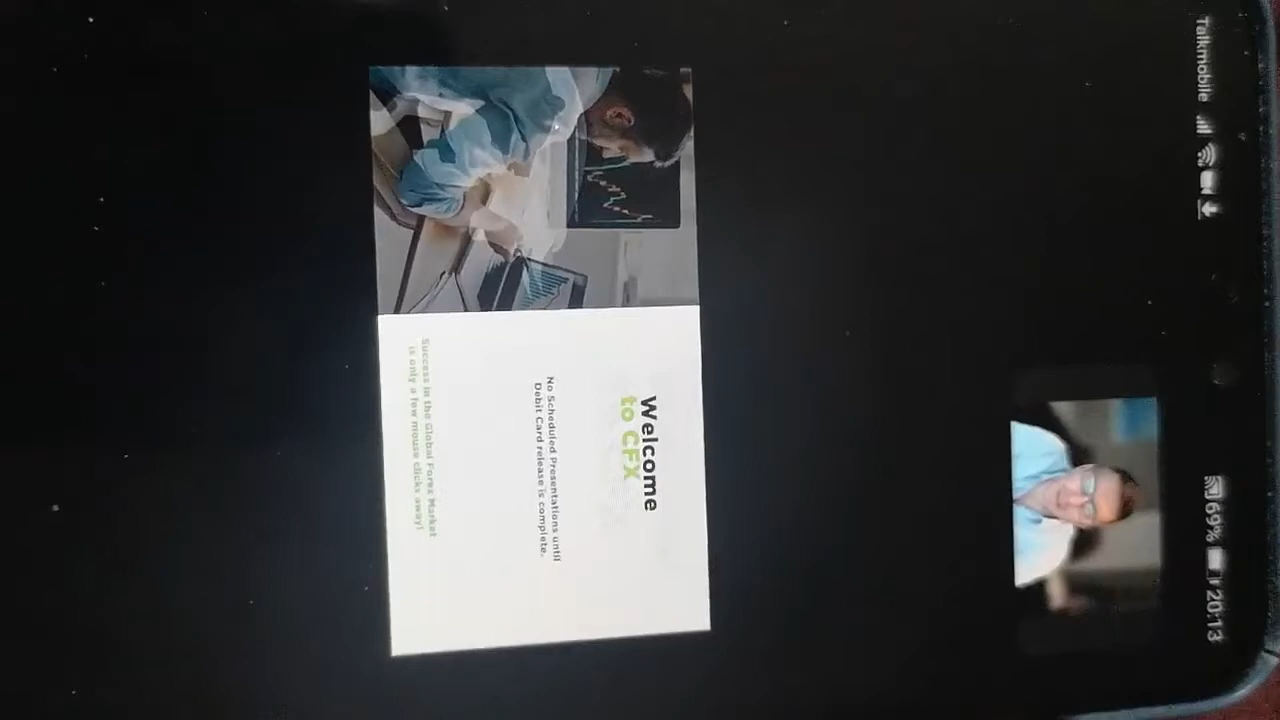 Talkmobile 69% 20:13
Welcome
to CFX
No Scheduled Presentations until
Debit Card release is complete.
Success in the Global Forex Market
is only a few mouse clicks away!